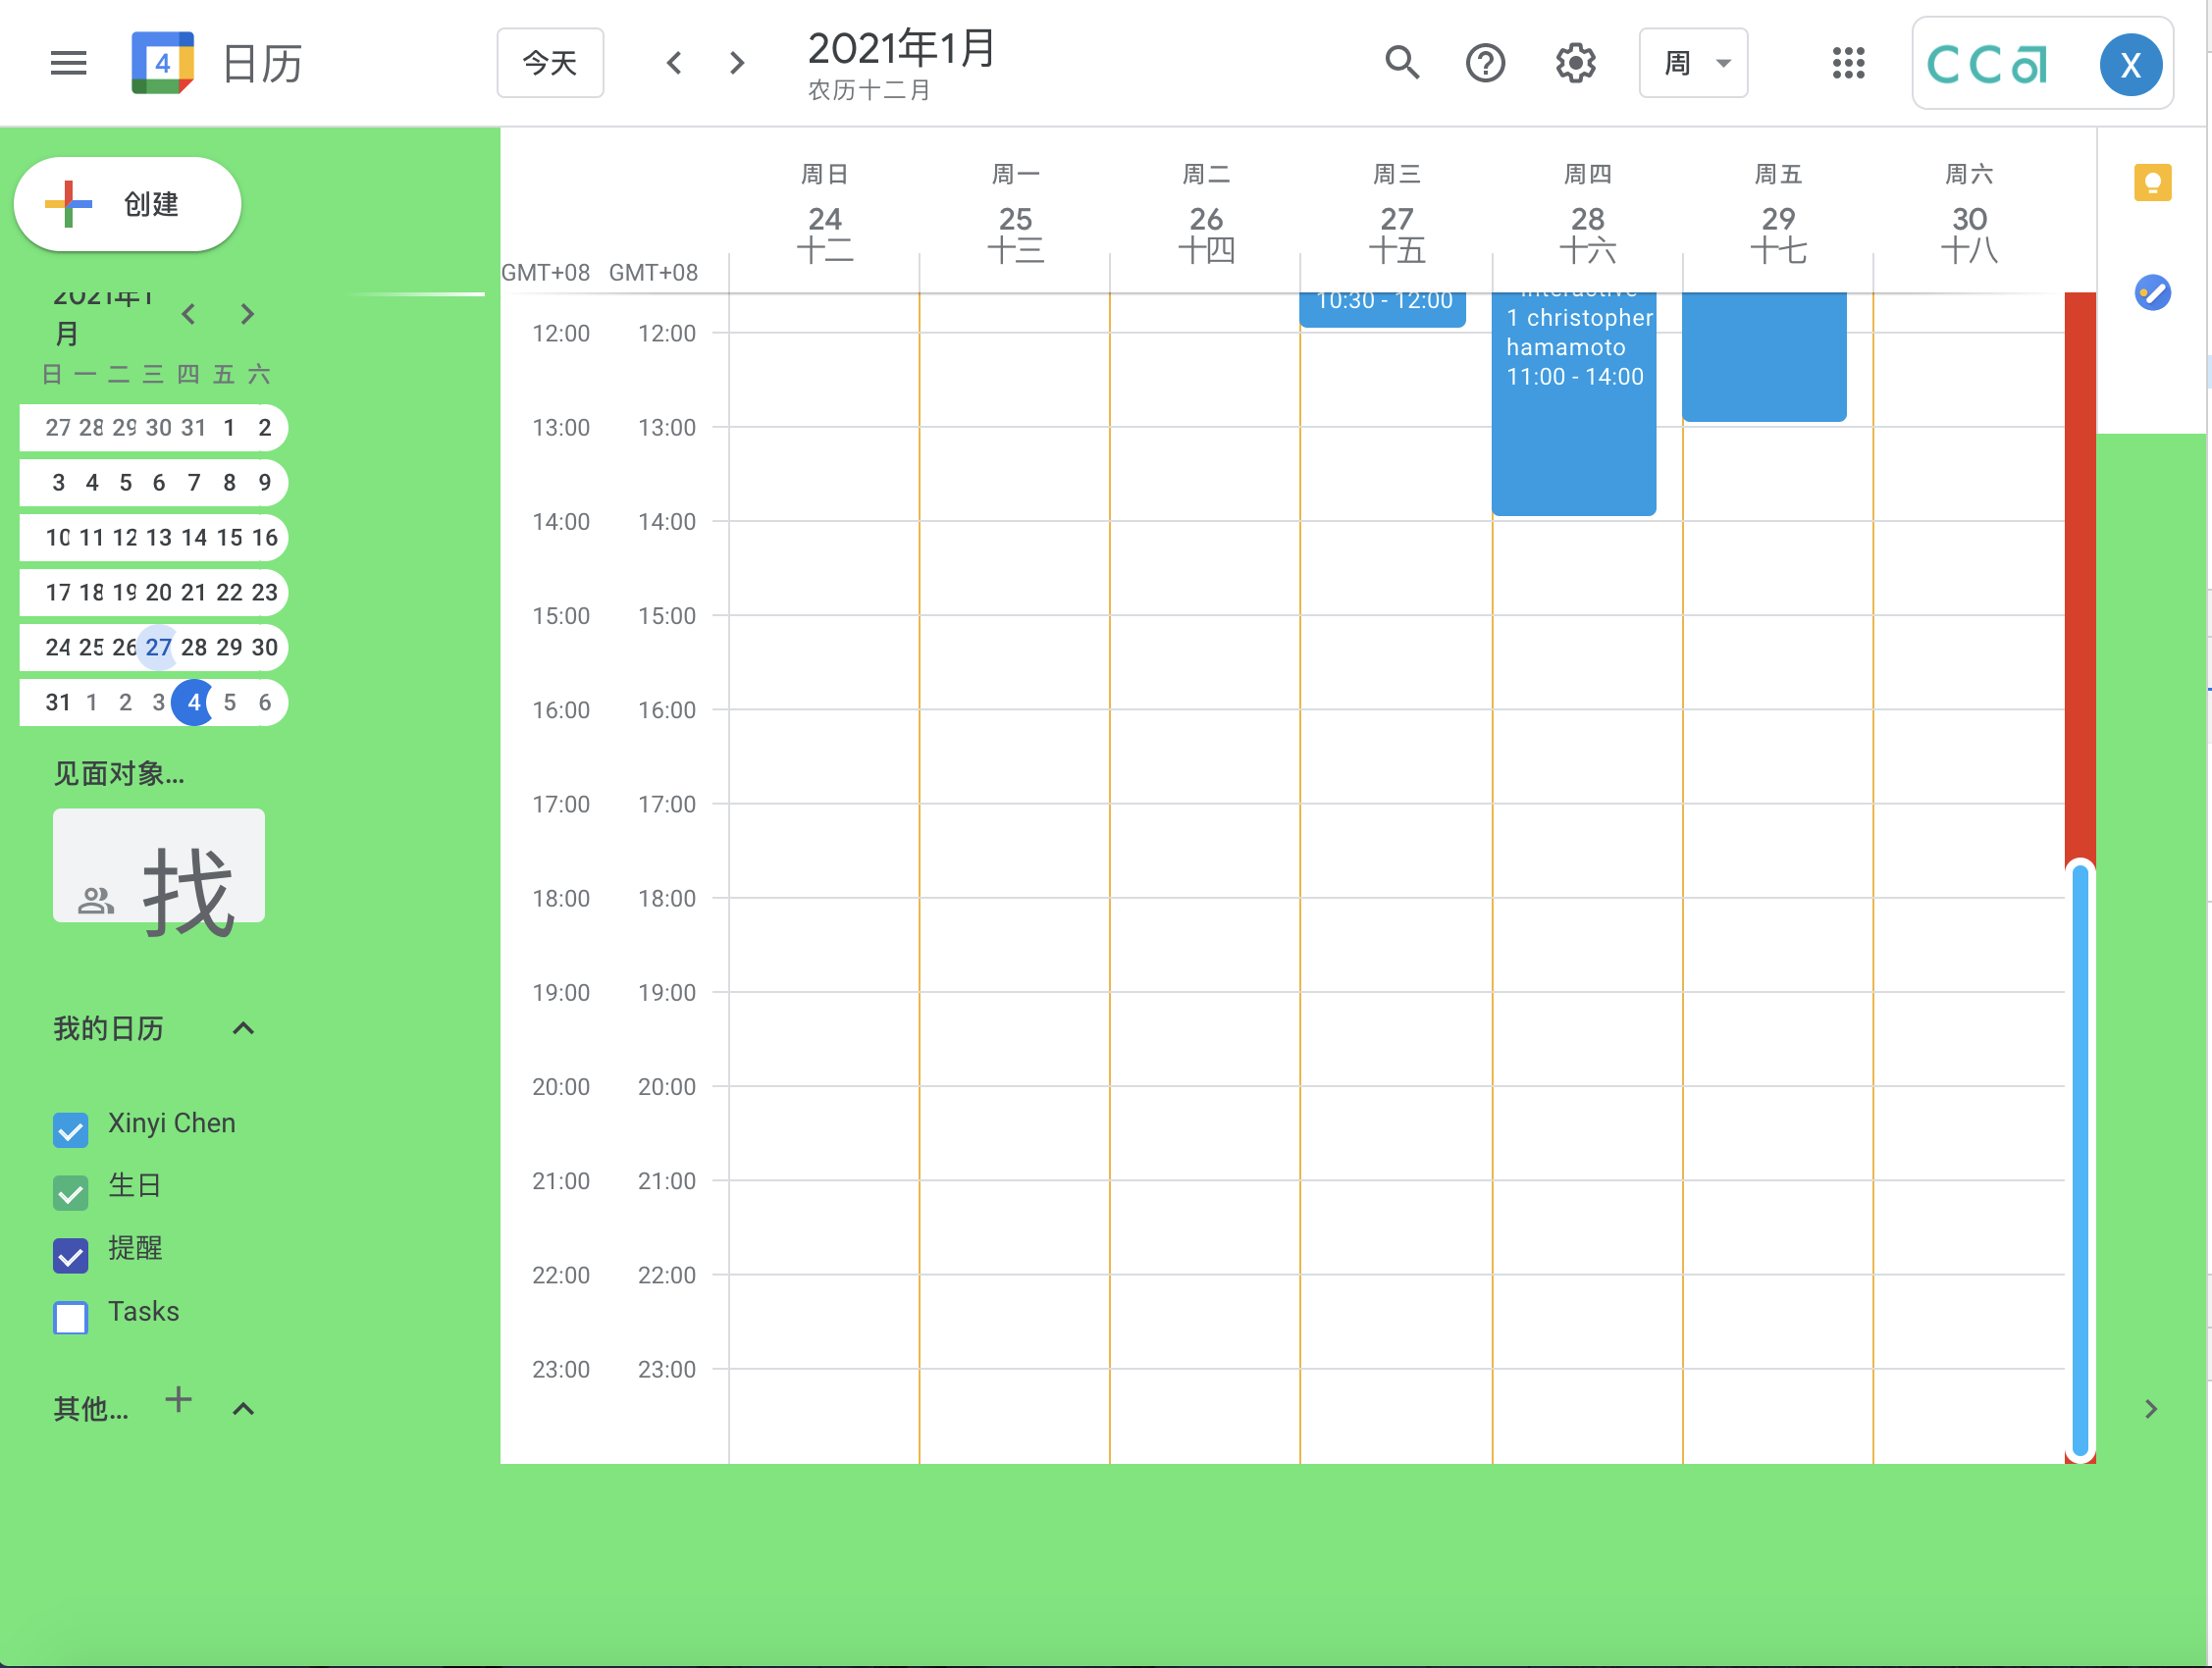 4 日历 今天 2021年1月 周 cca X
农历十二月
创建
2021年1
月
日 一 二 三 四 五 六
27 28 29 30 31 1 2
3 4 5 6 7 8 9
10 11 12 13 14 15 16
17 18 19 20 21 22 23
24 25 26 27 28 29 30
31 1 2 3 4 5 6
见面对象...
找
我的日历
Xinyi Chen
生日
提醒
Tasks
其他...
周日 周一 周二 周三 周四 周五 周六
24 25 26 27 28 29 30
十二 十三 十四 十五 十六 十七 十八
GMT+08 GMT+08
10:30 - 12:00
interactive
1 christopher
hamamoto
11:00 - 14:00
12:00 12:00
13:00 13:00
14:00 14:00
15:00 15:00
16:00 16:00
17:00 17:00
18:00 18:00
19:00 19:00
20:00 20:00
21:00 21:00
22:00 22:00
23:00 23:00